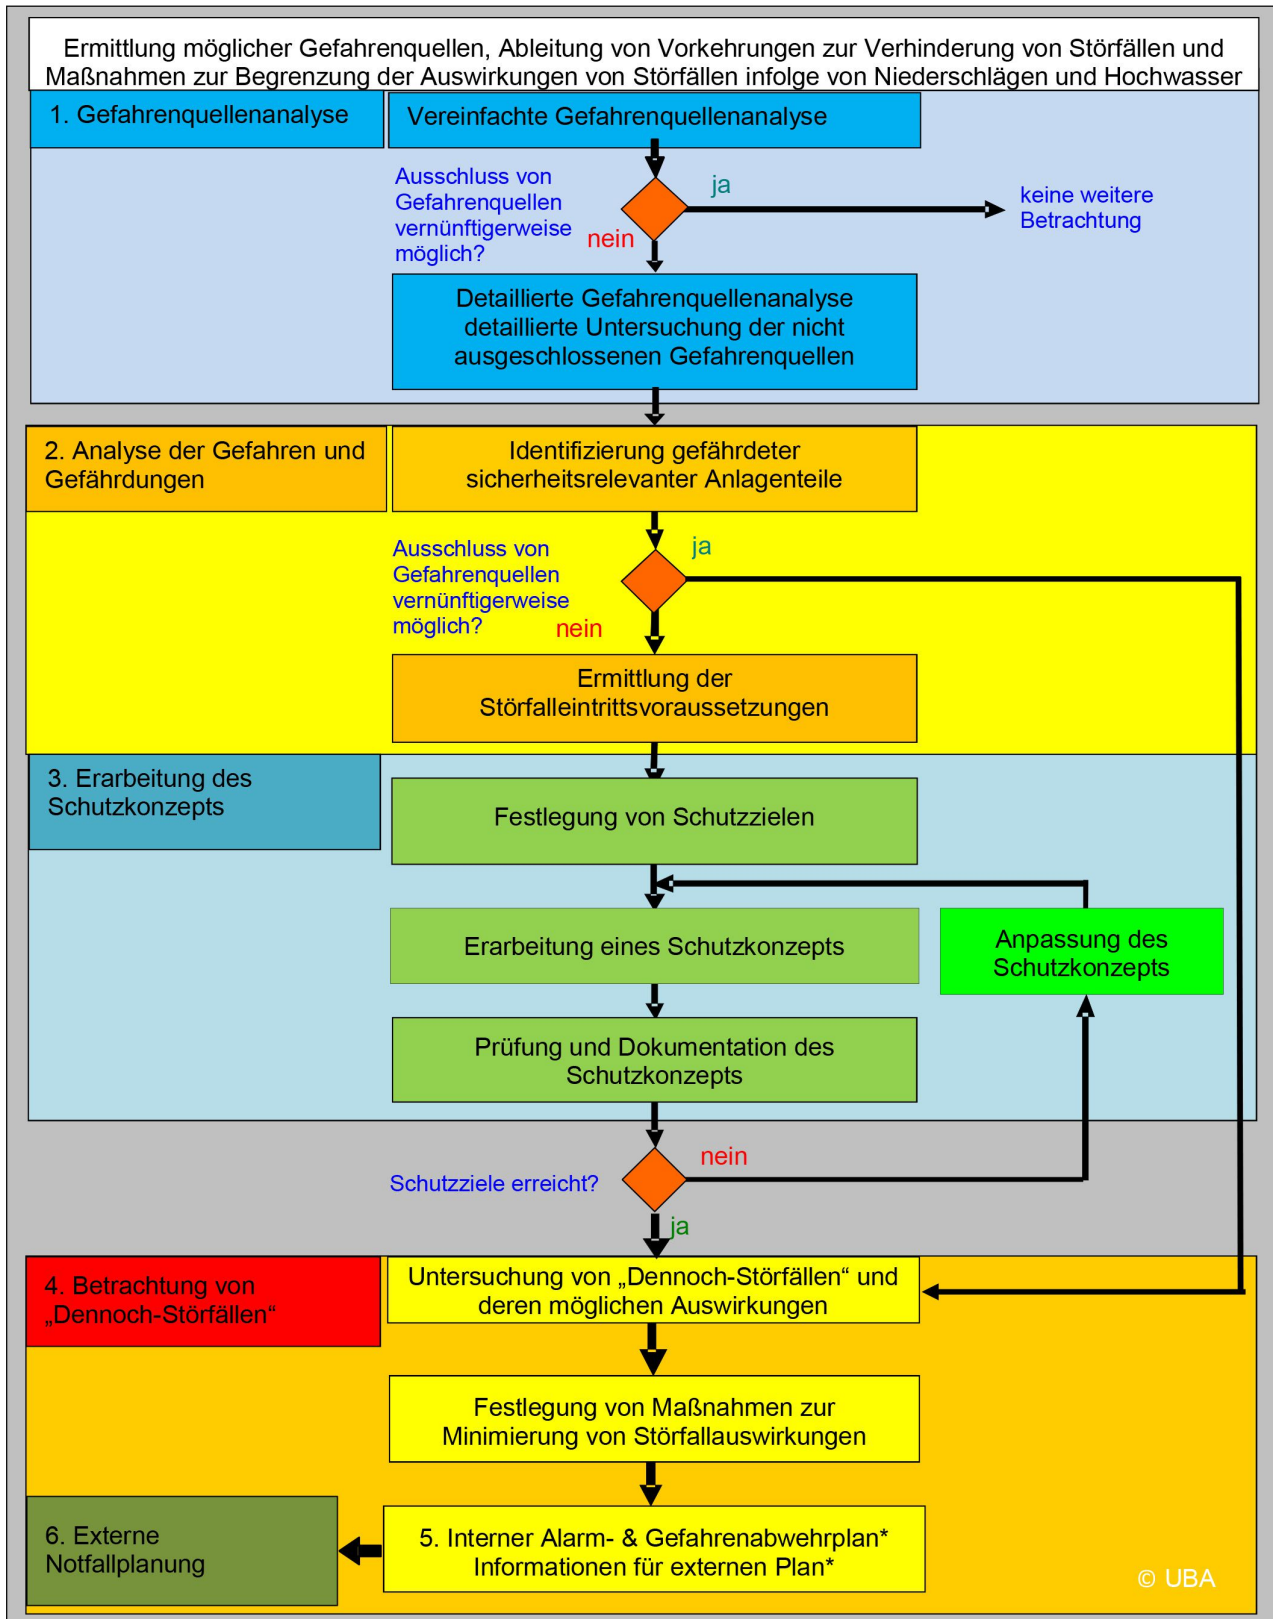 Ermittlung möglicher Gefahrenquellen, Ableitung von Vorkehrungen zur Verhinderung von Störfällen und
Maßnahmen zur Begrenzung der Auswirkungen von Störfällen infolge von Niederschlägen und Hochwasser
1. Gefahrenquellenanalyse
Vereinfachte Gefahrenquellenanalyse
Ausschluss von
Gefahrenquellen
vernünftigerweise
möglich?
ja
nein
keine weitere
Betrachtung
Detaillierte Gefahrenquellenanalyse
detaillierte Untersuchung der nicht
ausgeschlossenen Gefahrenquellen
2. Analyse der Gefahren und
Gefährdungen
Identifizierung gefährdeter
sicherheitsrelevanter Anlagenteile
Ausschluss von
Gefahrenquellen
vernünftigerweise
möglich?
ja
nein
Ermittlung der
Störfalleintrittsvoraussetzungen
3. Erarbeitung des
Schutzkonzepts
Festlegung von Schutzzielen
Erarbeitung eines Schutzkonzepts
Anpassung des
Schutzkonzepts
Prüfung und Dokumentation des
Schutzkonzepts
Schutzziele erreicht?
nein
ja
4. Betrachtung von
„Dennoch-Störfällen“
Untersuchung von „Dennoch-Störfällen“ und
deren möglichen Auswirkungen
Festlegung von Maßnahmen zur
Minimierung von Störfallauswirkungen
6. Externe
Notfallplanung
5. Interner Alarm- & Gefahrenabwehrplan*
Informationen für externen Plan*
© UBA